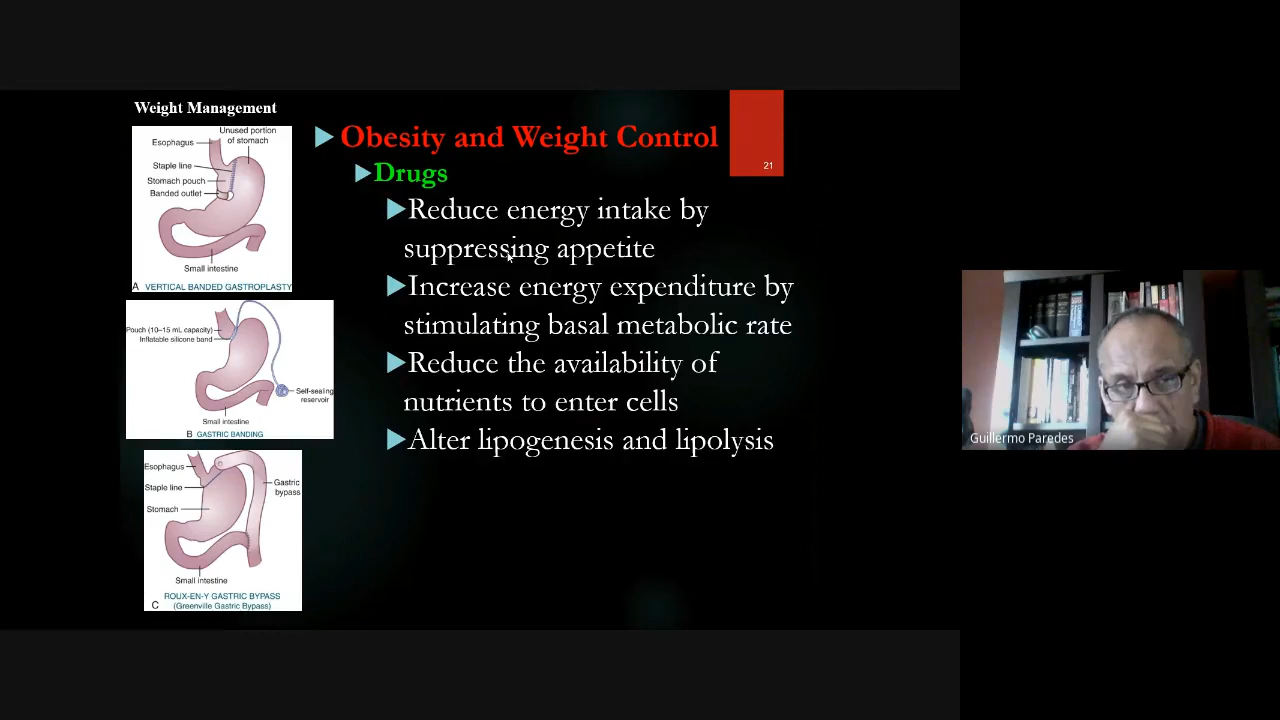 Weight Management
Unused portion
of stomach
Esophagus
Staple line
Stomach pouch
Banded outlet
Small intestine
A VERTICAL BANDED GASTROPLASTY
Pouch (10–15 mL capacity)
Inflatable silicone band
Self-sealing
reservoir
Small intestine
B GASTRIC BANDING
Esophagus
Staple line
Gastric
bypass
Stomach
Small intestine
ROUX-EN-Y GASTRIC BYPASS
C (Greenville Gastric Bypass)
Obesity and Weight Control
21
Drugs
Reduce energy intake by
suppressing appetite
Increase energy expenditure by
stimulating basal metabolic rate
Reduce the availability of
nutrients to enter cells
Alter lipogenesis and lipolysis
Guillermo Paredes